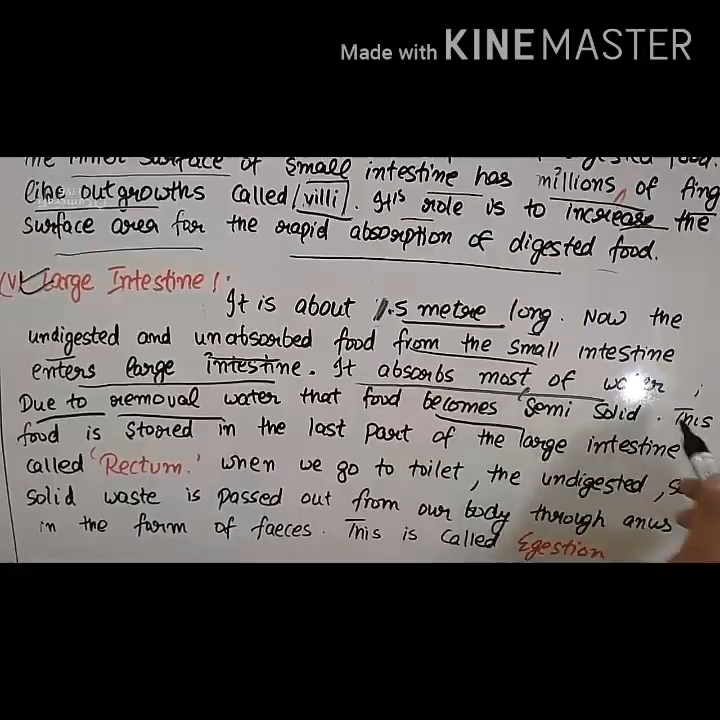 Made with KINEMASTER
the inner surface of small intestine has millions of fing
like outgrowths called villi. Its role is to increase the
surface area for the rapid absorption of digested food.
(V) Large Intestine :
It is about 1.5 metre long. Now the
undigested and unabsorbed food from the small intestine
enters large intestine. It absorbs most of water ;
Due to removal water that food becomes 'Semi Solid. This
food is stored in the last part of the large intestine
called 'Rectum.' when we go to toilet, the undigested, s
solid waste is passed out from our body through anus
in the form of faeces. This is called Egestion